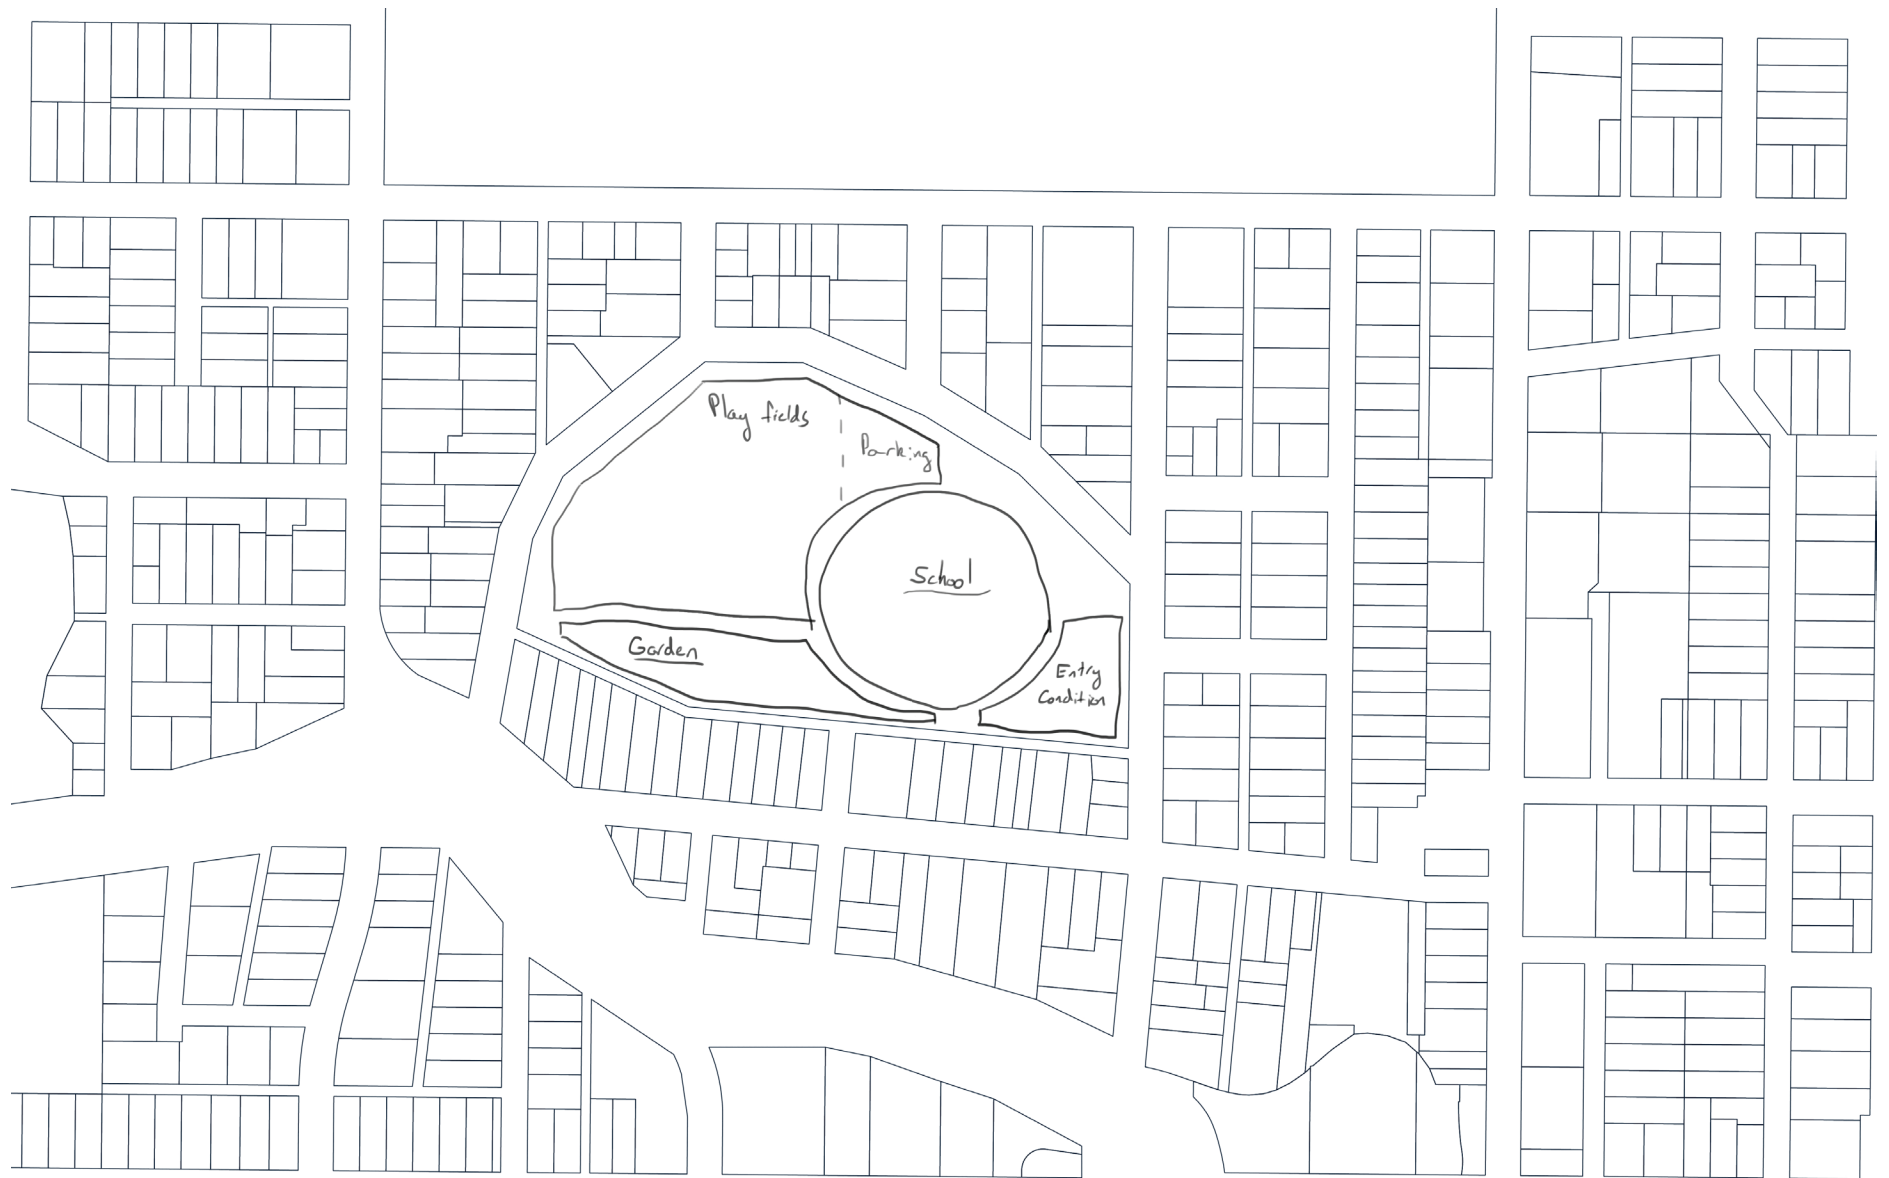 Play fields
Parking
School
Garden
Entry
Condition